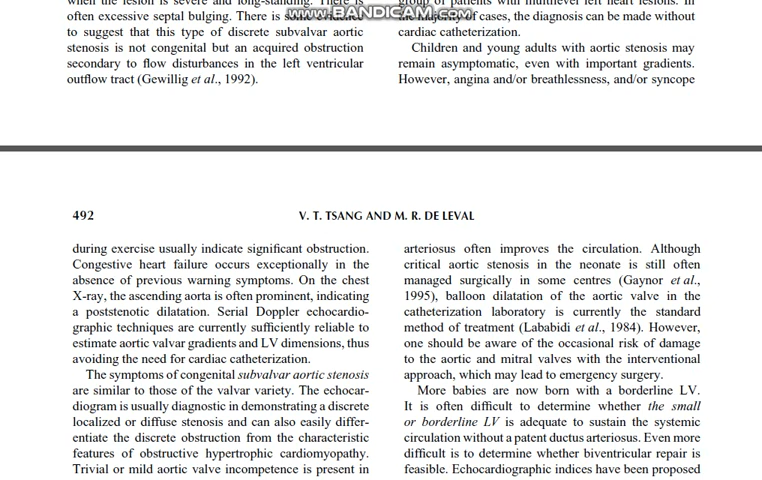 when the lesion is severe and long-standing. There is
often excessive septal bulging. There is some evidence
to suggest that this type of discrete subvalvar aortic
stenosis is not congenital but an acquired obstruction
secondary to flow disturbances in the left ventricular
outflow tract (Gewillig et al., 1992).
group of patients with multilevel left heart lesions. In
the majority of cases, the diagnosis can be made without
cardiac catheterization.
Children and young adults with aortic stenosis may
remain asymptomatic, even with important gradients.
However, angina and/or breathlessness, and/or syncope
www.BANDICAM.com
492
V. T. TSANG AND M. R. DE LEVAL
during exercise usually indicate significant obstruction.
Congestive heart failure occurs exceptionally in the
absence of previous warning symptoms. On the chest
X-ray, the ascending aorta is often prominent, indicating
a poststenotic dilatation. Serial Doppler echocardio-
graphic techniques are currently sufficiently reliable to
estimate aortic valvar gradients and LV dimensions, thus
avoiding the need for cardiac catheterization.
The symptoms of congenital subvalvar aortic stenosis
are similar to those of the valvar variety. The echocar-
diogram is usually diagnostic in demonstrating a discrete
localized or diffuse stenosis and can also easily differ-
entiate the discrete obstruction from the characteristic
features of obstructive hypertrophic cardiomyopathy.
Trivial or mild aortic valve incompetence is present in
arteriosus often improves the circulation. Although
critical aortic stenosis in the neonate is still often
managed surgically in some centres (Gaynor et al.,
1995), balloon dilatation of the aortic valve in the
catheterization laboratory is currently the standard
method of treatment (Lababidi et al., 1984). However,
one should be aware of the occasional risk of damage
to the aortic and mitral valves with the interventional
approach, which may lead to emergency surgery.
More babies are now born with a borderline LV.
It is often difficult to determine whether the small
or borderline LV is adequate to sustain the systemic
circulation without a patent ductus arteriosus. Even more
difficult is to determine whether biventricular repair is
feasible. Echocardiographic indices have been proposed